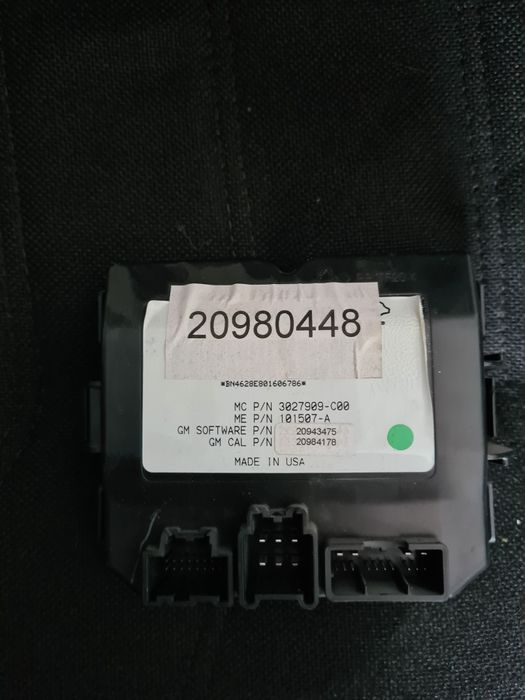 20980448
*BN4628E801606786*
MC P/N 3027909-C00
ME P/N 101507-A
GM SOFTWARE P/N 20943475
GM CAL P/N 20984178
MADE IN USA